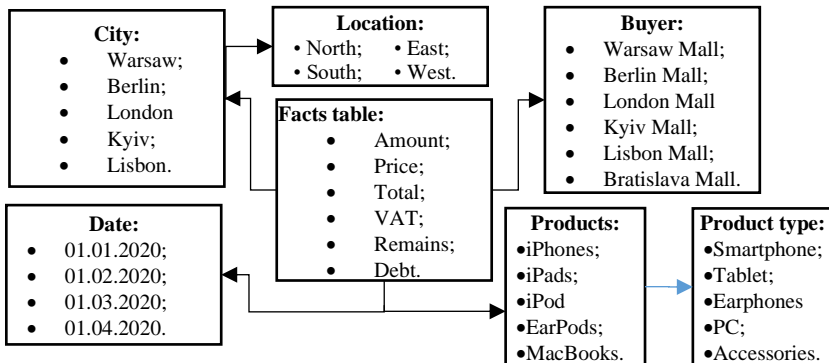 City:
• Warsaw;
• Berlin;
• London
• Kyiv;
• Lisbon.
Location:
• North; • East;
• South; • West.
Buyer:
• Warsaw Mall;
• Berlin Mall;
• London Mall
• Kyiv Mall;
• Lisbon Mall;
• Bratislava Mall.
Facts table:
• Amount;
• Price;
• Total;
• VAT;
• Remains;
• Debt.
Date:
• 01.01.2020;
• 01.02.2020;
• 01.03.2020;
• 01.04.2020.
Products:
•iPhones;
•iPads;
•iPod
•EarPods;
•MacBooks.
Product type:
•Smartphone;
•Tablet;
•Earphones
•PC;
•Accessories.